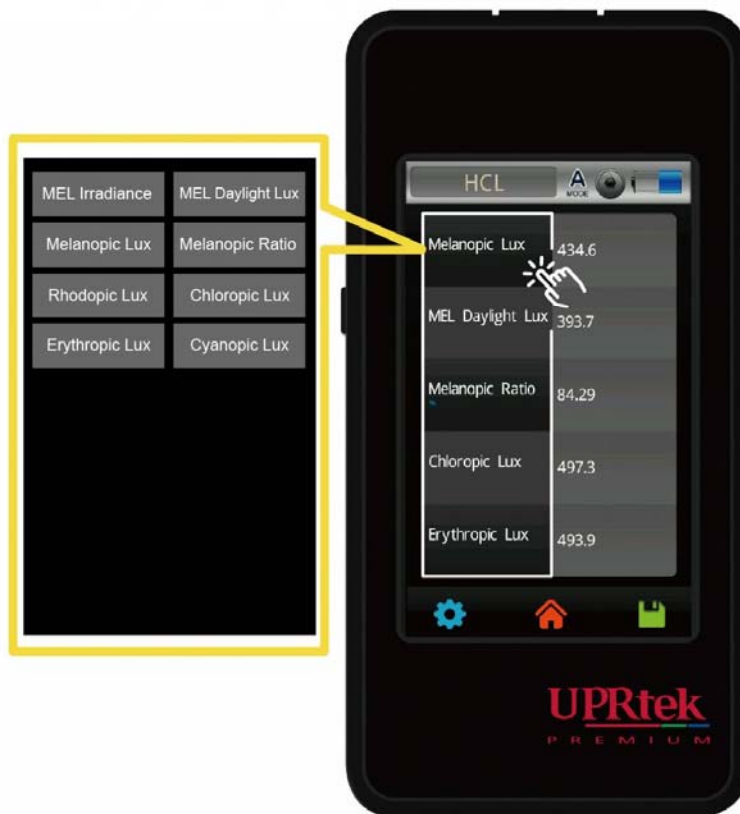 MEL Irradiance MEL Daylight Lux
Melanopic Lux Melanopic Ratio
Rhodopic Lux Chloropic Lux
Erythropic Lux Cyanopic Lux
HCL A MODE
Melanopic Lux 434.6
MEL Daylight Lux 393.7
Melanopic Ratio 84.29
Chloropic Lux 497.3
Erythropic Lux 493.9
UPRtek
PREMIUM